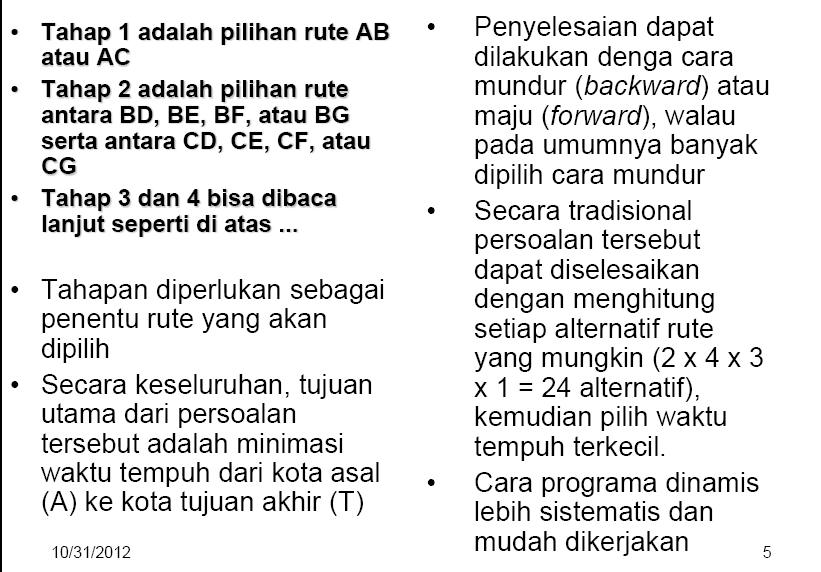 • Tahap 1 adalah pilihan rute AB
atau AC
• Tahap 2 adalah pilihan rute
antara BD, BE, BF, atau BG
serta antara CD, CE, CF, atau
CG
• Tahap 3 dan 4 bisa dibaca
lanjut seperti di atas ...
• Tahapan diperlukan sebagai
penentu rute yang akan
dipilih
• Secara keseluruhan, tujuan
utama dari persoalan
tersebut adalah minimasi
waktu tempuh dari kota asal
(A) ke kota tujuan akhir (T)
• Penyelesaian dapat
dilakukan denga cara
mundur (backward) atau
maju (forward), walau
pada umumnya banyak
dipilih cara mundur
• Secara tradisional
persoalan tersebut
dapat diselesaikan
dengan menghitung
setiap alternatif rute
yang mungkin (2 x 4 x 3
x 1 = 24 alternatif),
kemudian pilih waktu
tempuh terkecil.
• Cara programa dinamis
lebih sistematis dan
mudah dikerjakan
10/31/2012
5